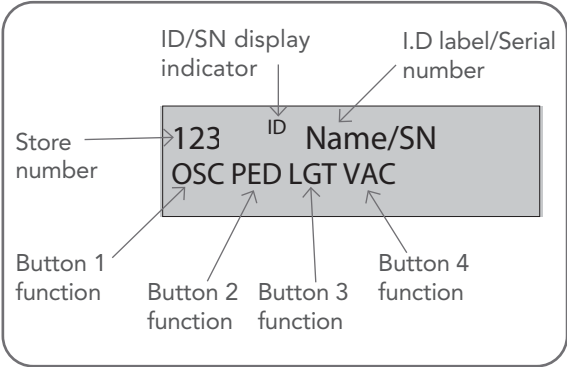 ID/SN display
indicator
I.D label/Serial
number
Store
number
123 ID Name/SN
OSC PED LGT VAC
Button 1
function
Button 2
function
Button 3
function
Button 4
function